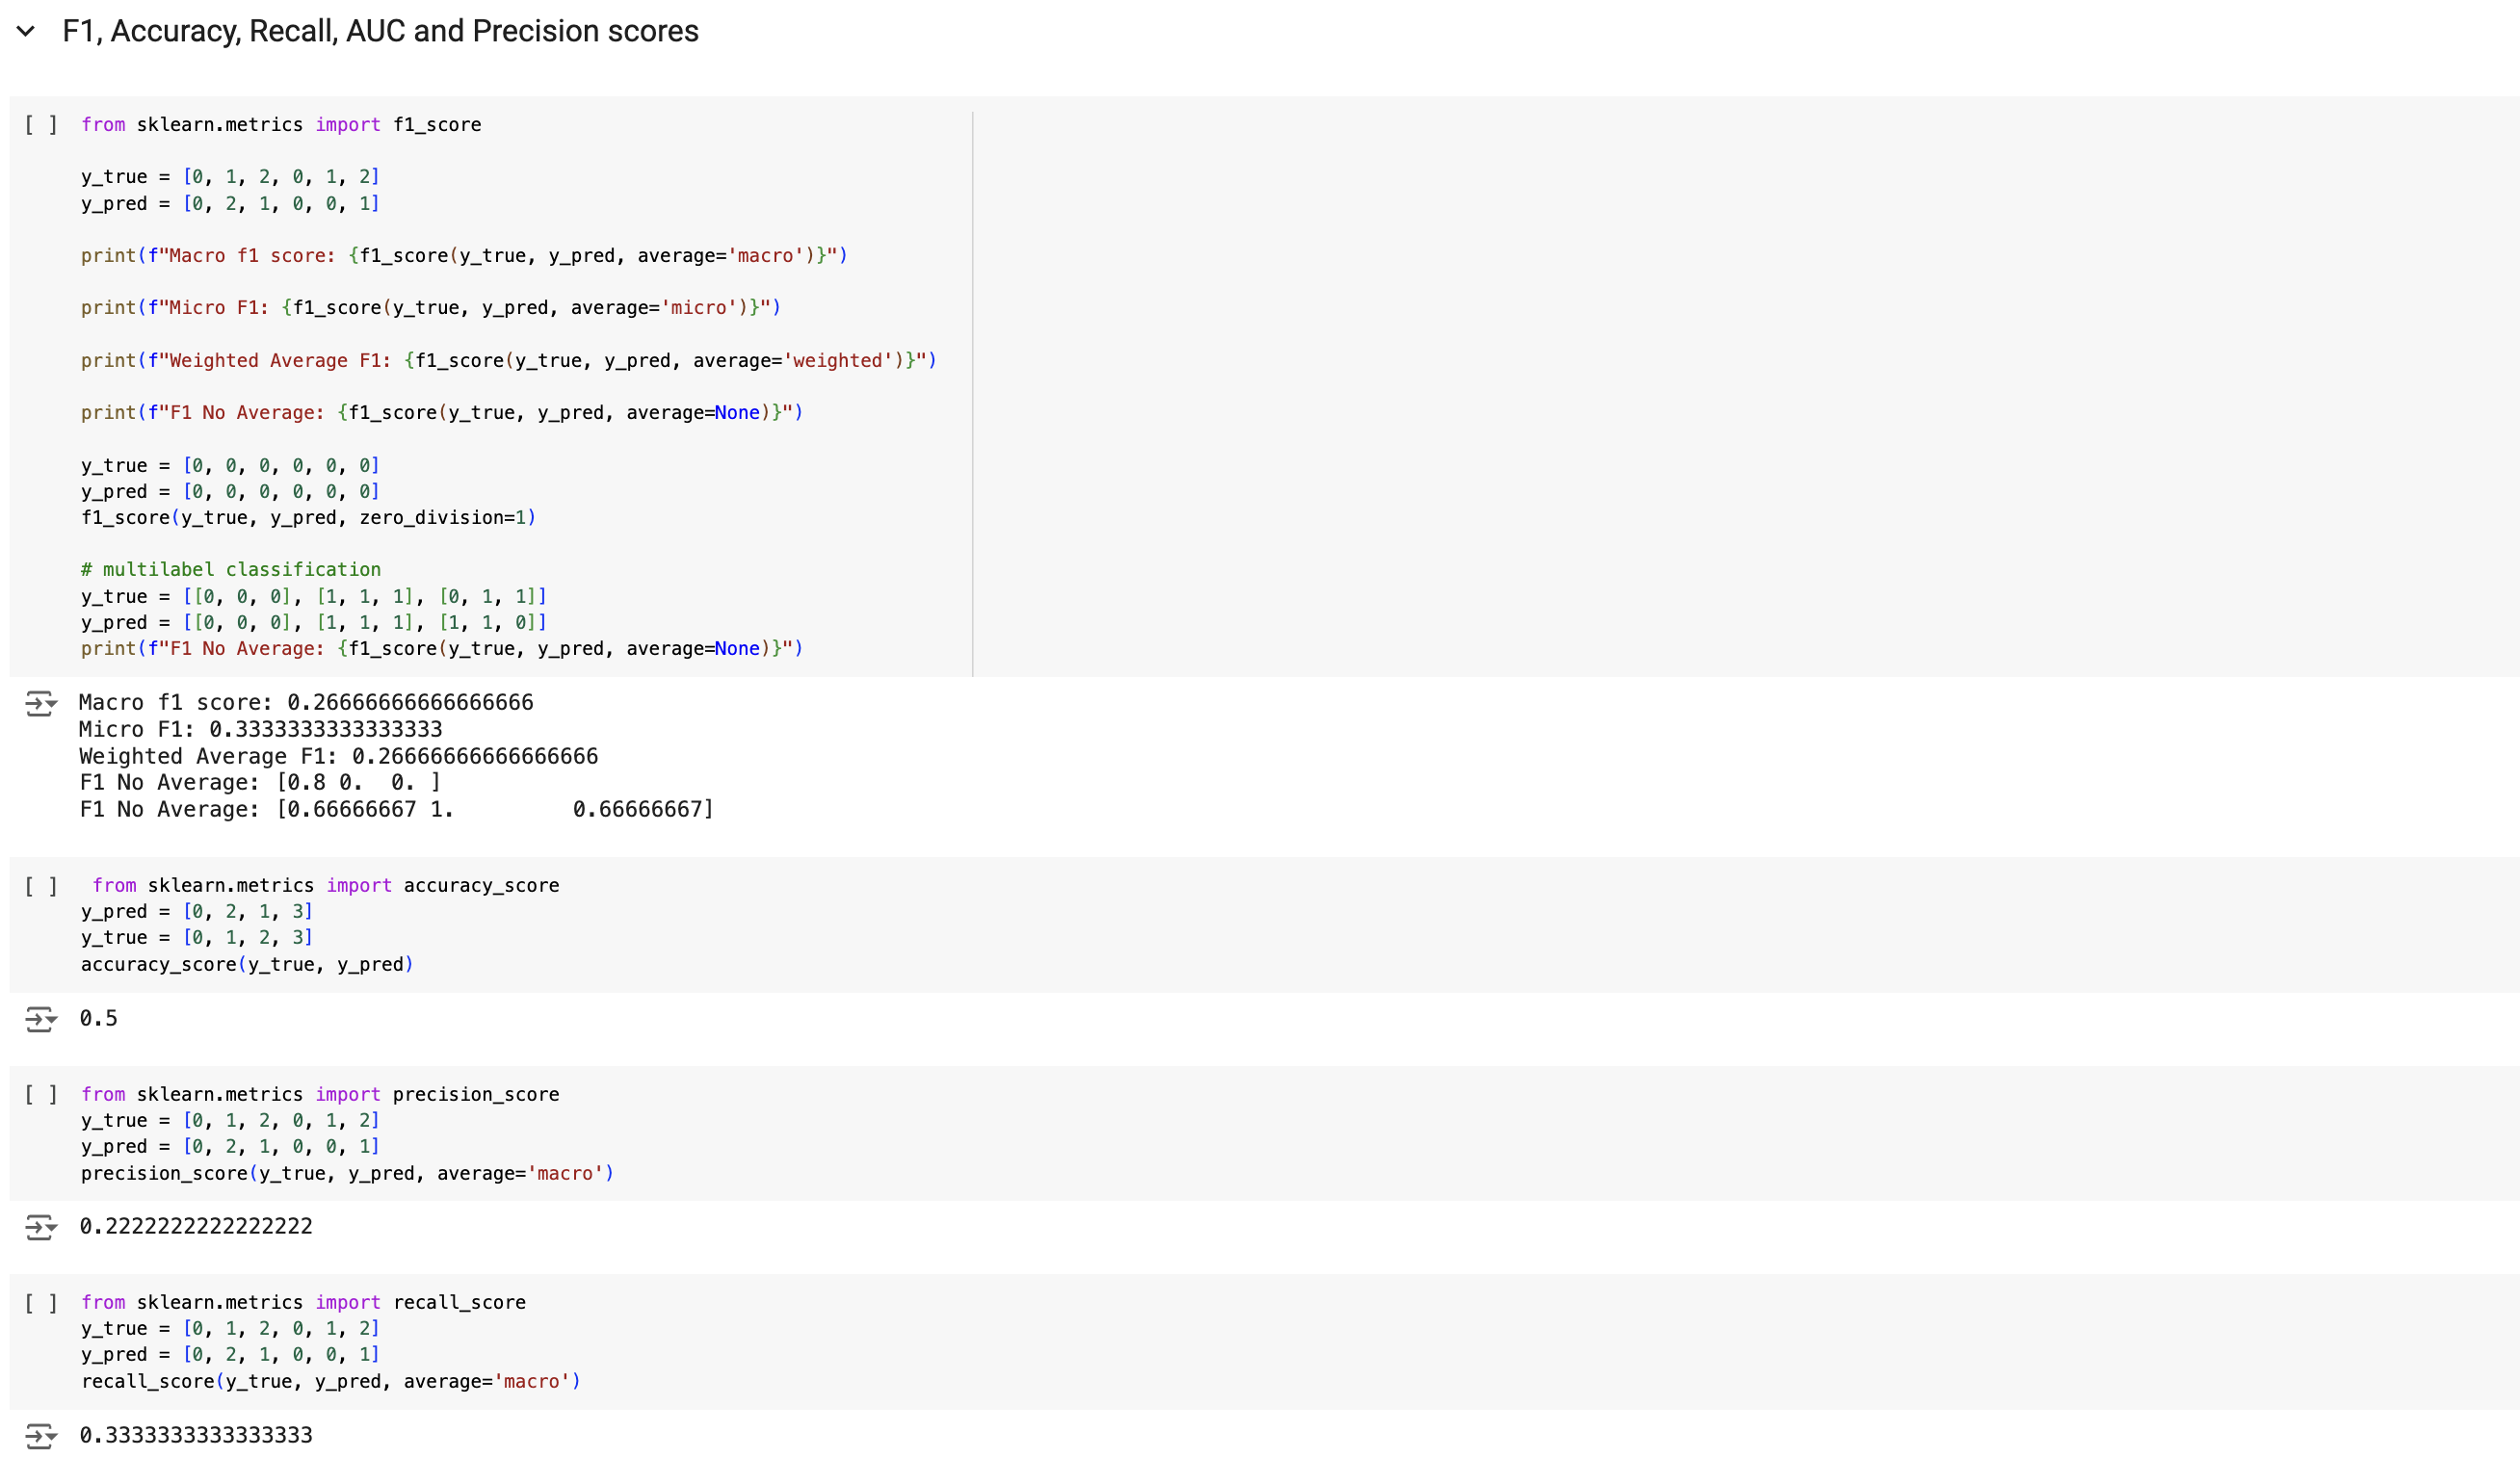 F1, Accuracy, Recall, AUC and Precision scores
[ ] from sklearn.metrics import f1_score
y_true = [0, 1, 2, 0, 1, 2]
y_pred = [0, 2, 1, 0, 0, 1]
print(f"Macro f1 score: {f1_score(y_true, y_pred, average='macro')}")
print(f"Micro F1: {f1_score(y_true, y_pred, average='micro')}")
print(f"Weighted Average F1: {f1_score(y_true, y_pred, average='weighted')}")
print(f"F1 No Average: {f1_score(y_true, y_pred, average=None)}")
y_true = [0, 0, 0, 0, 0, 0]
y_pred = [0, 0, 0, 0, 0, 0]
f1_score(y_true, y_pred, zero_division=1)
# multilabel classification
y_true = [[0, 0, 0], [1, 1, 1], [0, 1, 1]]
y_pred = [[0, 0, 0], [1, 1, 1], [1, 1, 0]]
print(f"F1 No Average: {f1_score(y_true, y_pred, average=None)}")
Macro f1 score: 0.26666666666666666
Micro F1: 0.3333333333333333
Weighted Average F1: 0.26666666666666666
F1 No Average: [0.8 0.  0. ]
F1 No Average: [0.66666667 1.         0.66666667]
[ ] from sklearn.metrics import accuracy_score
y_pred = [0, 2, 1, 3]
y_true = [0, 1, 2, 3]
accuracy_score(y_true, y_pred)
0.5
[ ] from sklearn.metrics import precision_score
y_true = [0, 1, 2, 0, 1, 2]
y_pred = [0, 2, 1, 0, 0, 1]
precision_score(y_true, y_pred, average='macro')
0.2222222222222222
[ ] from sklearn.metrics import recall_score
y_true = [0, 1, 2, 0, 1, 2]
y_pred = [0, 2, 1, 0, 0, 1]
recall_score(y_true, y_pred, average='macro')
0.3333333333333333